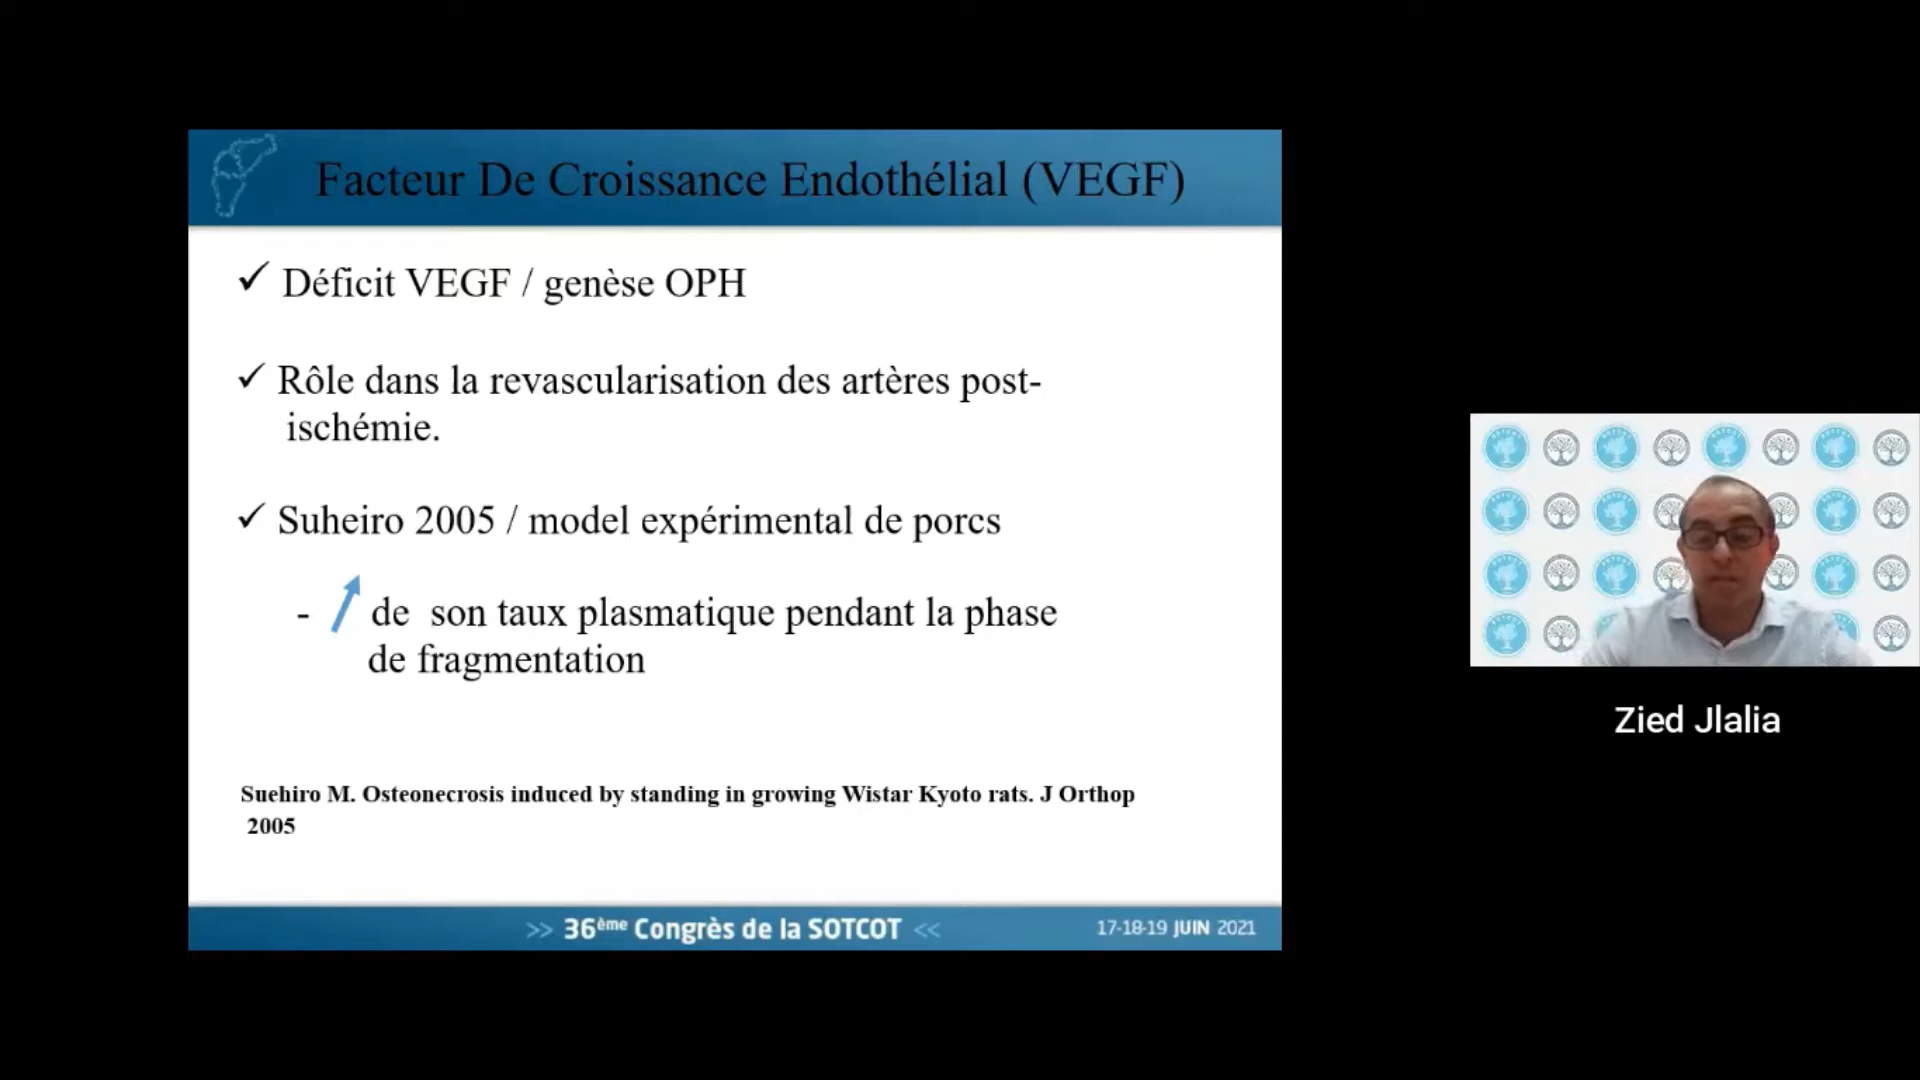 Facteur De Croissance Endothélial (VEGF)
✓ Déficit VEGF / genèse OPH
✓ Rôle dans la revascularisation des artères post-
ischémie.
✓ Suheiro 2005 / model expérimental de porcs
- de son taux plasmatique pendant la phase
de fragmentation
Suehiro M. Osteonecrosis induced by standing in growing Wistar Kyoto rats. J Orthop
2005
>> 36ème Congrès de la SOTCOT <<
17-18-19 JUIN 2021
Zied Jlalia